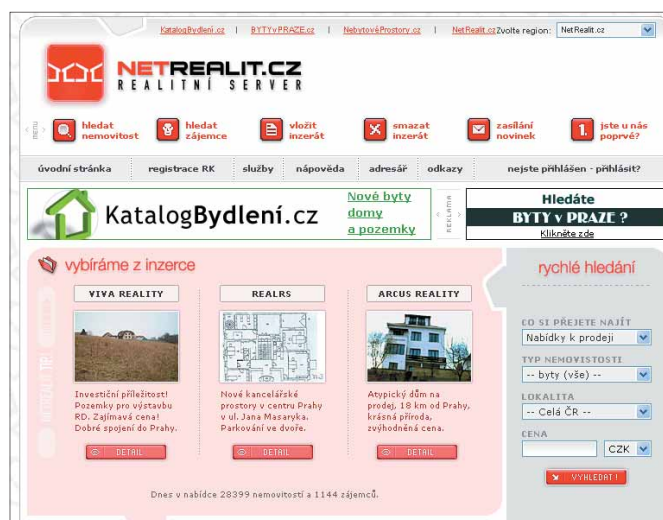 KatalogBydleni.cz | BYTYvPRAZE.cz | NebytovéProstory.cz | NetRealit.cz Zvolte region: NetRealit.cz
NETREALIT.CZ
REALITNÍ SERVER
MENU
hledat nemovitost
hledat zájemce
vložit inzerát
smazat inzerát
zasílání novinek
1. jste u nás poprvé?
úvodní stránka registrace RK služby nápověda adresář odkazy nejste přihlášen - přihlásit?
KatalogBydlení.cz
Nové byty
domy
a pozemky
REKLAMA
Hledáte
BYTY v PRAZE ?
Klikněte zde
vybíráme z inzerce
VIVA REALITY
Investiční příležitost!
Pozemky pro výstavbu
RD. Zajímavá cena!
Dobré spojení do Prahy.
DETAIL
REALRS
Nové kancelářské
prostory v centru Prahy
v ul. Jana Masaryka.
Parkování ve dvoře.
DETAIL
ARCUS REALITY
Atypický dům na
prodej, 18 km od Prahy,
krásná příroda,
zvýhodněná cena.
DETAIL
Dnes v nabídce 28399 nemovitostí a 1144 zájemců.
rychlé hledání
CO SI PŘEJETE NAJÍT
Nabídky k prodeji
TYP NEMOVISTOSTI
-- byty (vše) --
LOKALITA
-- Celá ČR --
CENA
CZK
VYHLEDAT!